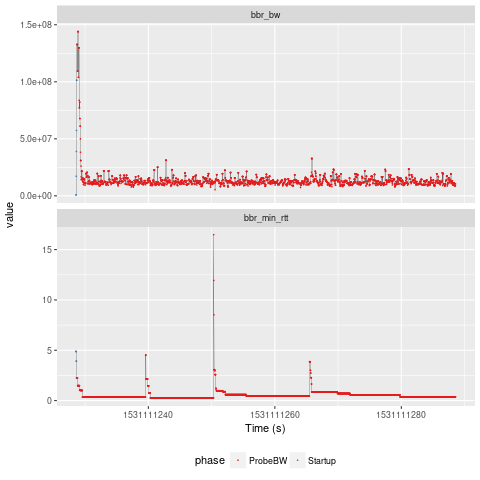 bbr_bw
1.5e+08
1.0e+08
5.0e+07
0.0e+00
bbr_min_rtt
15
10
5
0
value
1531111240 1531111260 1531111280
Time (s)
phase ProbeBW Startup